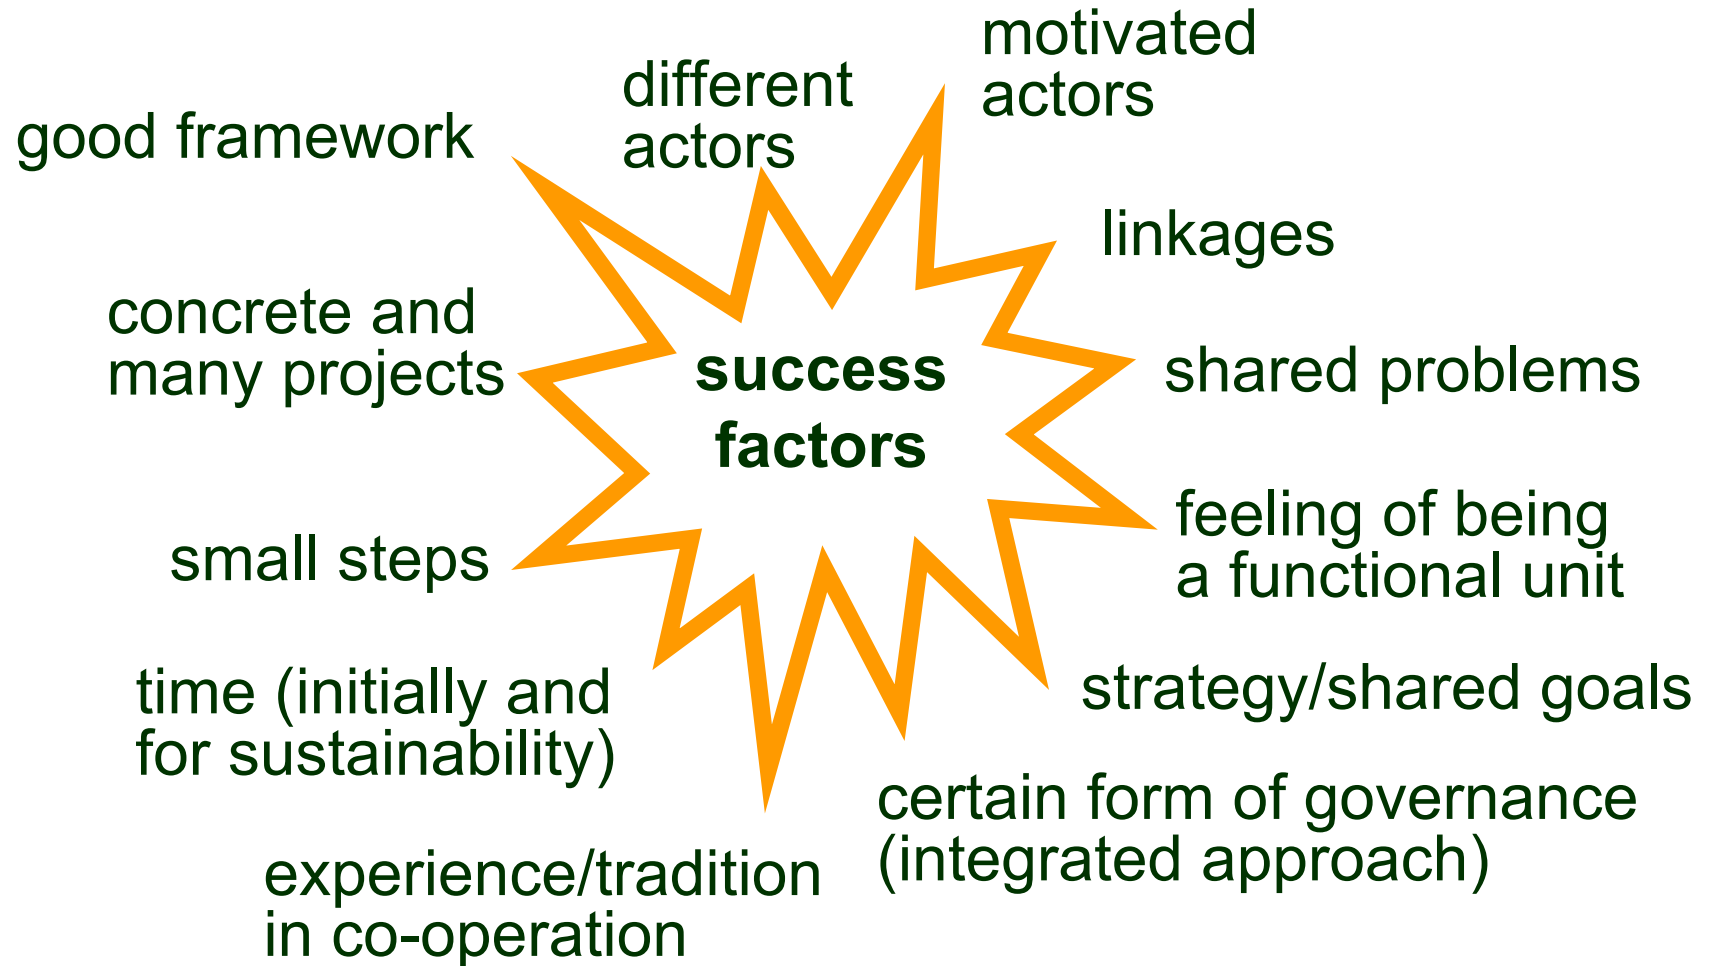 motivated
actors
different
actors
good framework
linkages
concrete and
many projects
success
factors
shared problems
feeling of being
a functional unit
small steps
strategy/shared goals
time (initially and
for sustainability)
certain form of governance
(integrated approach)
experience/tradition
in co-operation